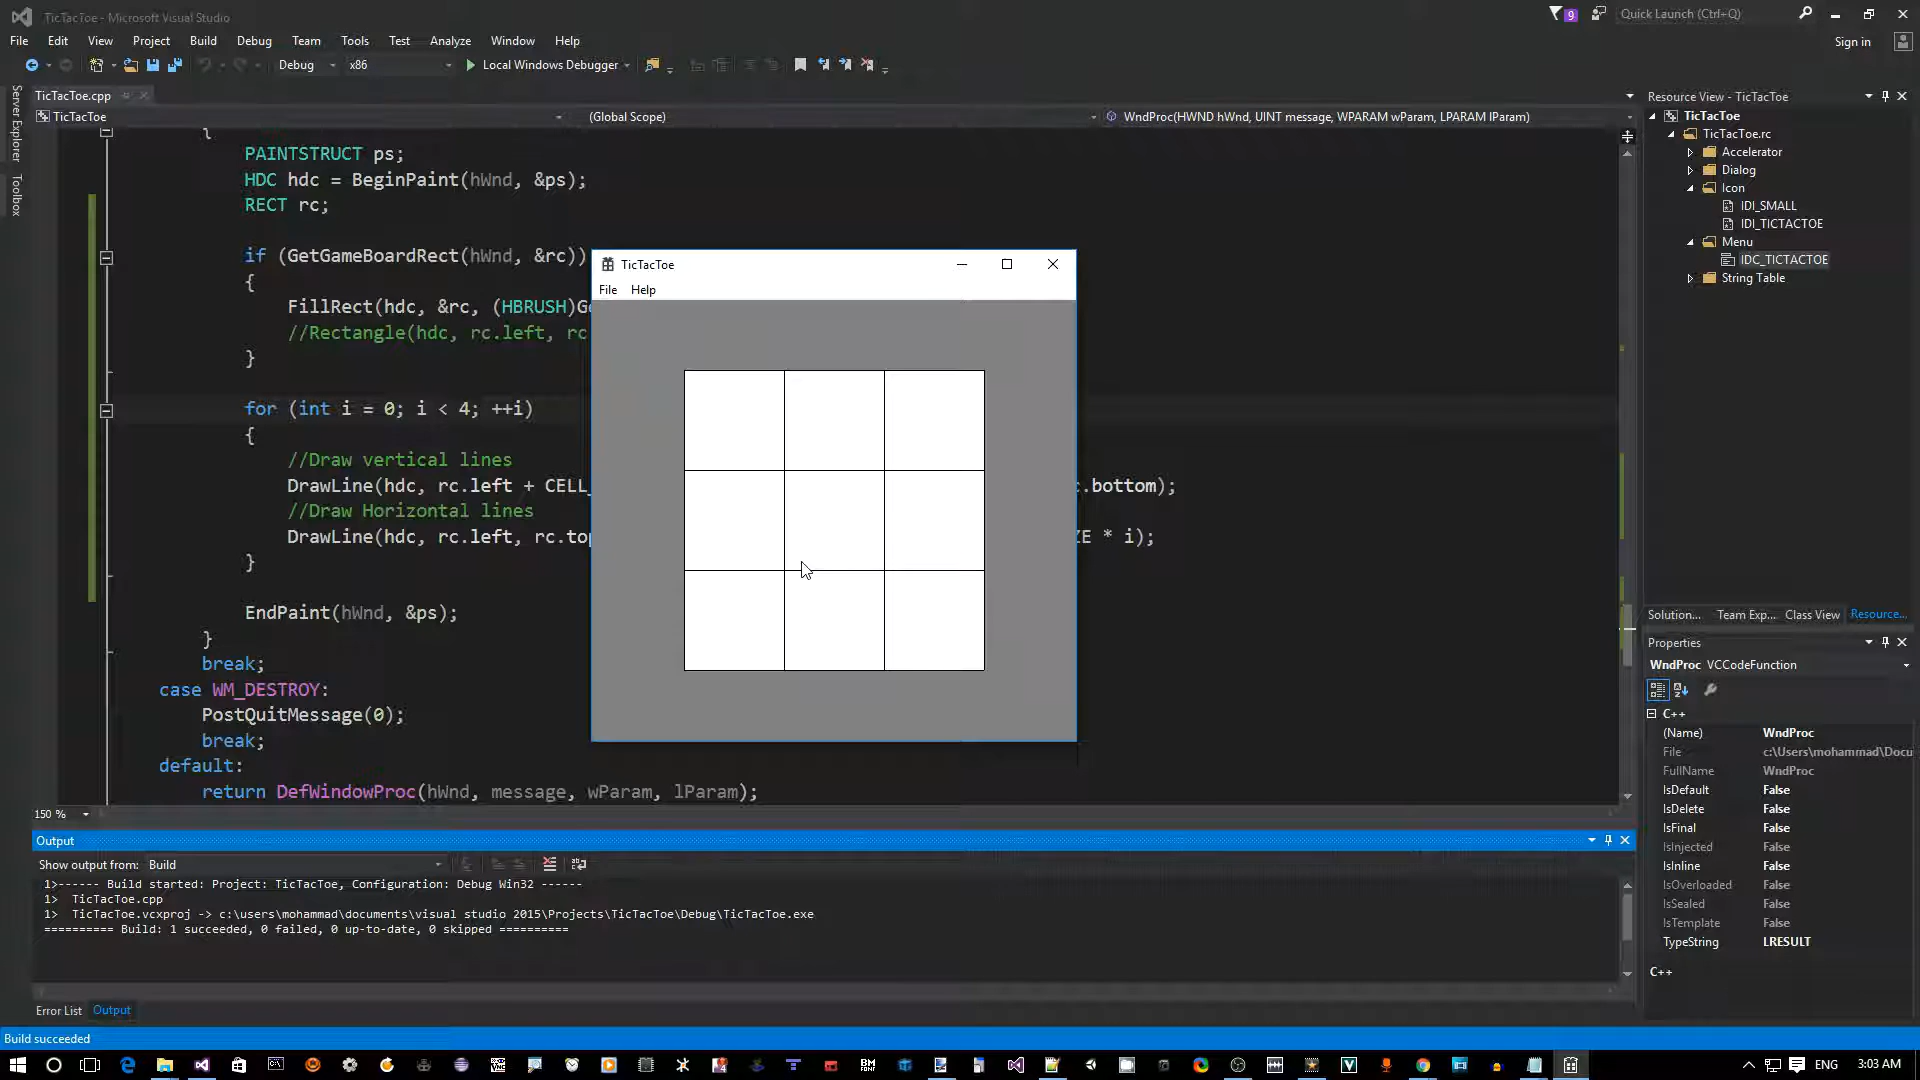 TicTacToe - Microsoft Visual Studio
9
Quick Launch (Ctrl+Q)
File Edit View Project Build Debug Team Tools Test Analyze Window Help
Sign in
Debug x86 Local Windows Debugger
Server Explorer
Toolbox
TicTacToe.cpp
TicTacToe (Global Scope) WndProc(HWND hWnd, UINT message, WPARAM wParam, LPARAM lParam)
{
PAINTSTRUCT ps;
HDC hdc = BeginPaint(hWnd, &ps);
RECT rc;
if (GetGameBoardRect(hWnd, &rc))
{
FillRect(hdc, &rc, (HBRUSH)Ge
//Rectangle(hdc, rc.left, rc
}
for (int i = 0; i < 4; ++i)
{
//Draw vertical lines
DrawLine(hdc, rc.left + CELL_ c.bottom);
//Draw Horizontal lines
DrawLine(hdc, rc.left, rc.top ZE * i);
}
EndPaint(hWnd, &ps);
}
break;
case WM_DESTROY:
PostQuitMessage(0);
break;
default:
return DefWindowProc(hWnd, message, wParam, lParam);
150 %
TicTacToe
File Help
Output
Show output from: Build
1>------ Build started: Project: TicTacToe, Configuration: Debug Win32 ------
1> TicTacToe.cpp
1> TicTacToe.vcxproj -> c:\users\mohammad\documents\visual studio 2015\Projects\TicTacToe\Debug\TicTacToe.exe
========== Build: 1 succeeded, 0 failed, 0 up-to-date, 0 skipped ==========
Error List Output
Build succeeded
Resource View - TicTacToe
TicTacToe
TicTacToe.rc
Accelerator
Dialog
Icon
IDI_SMALL
IDI_TICTACTOE
Menu
IDC_TICTACTOE
String Table
Solution... Team Exp... Class View Resource...
Properties
WndProc VCCodeFunction
C++
(Name) WndProc
File c:\Users\mohammad\Docu
FullName WndProc
IsDefault False
IsDelete False
IsFinal False
IsInjected False
IsInline False
IsOverloaded False
IsSealed False
IsTemplate False
TypeString LRESULT
C++
BM
ENG 3:03 AM